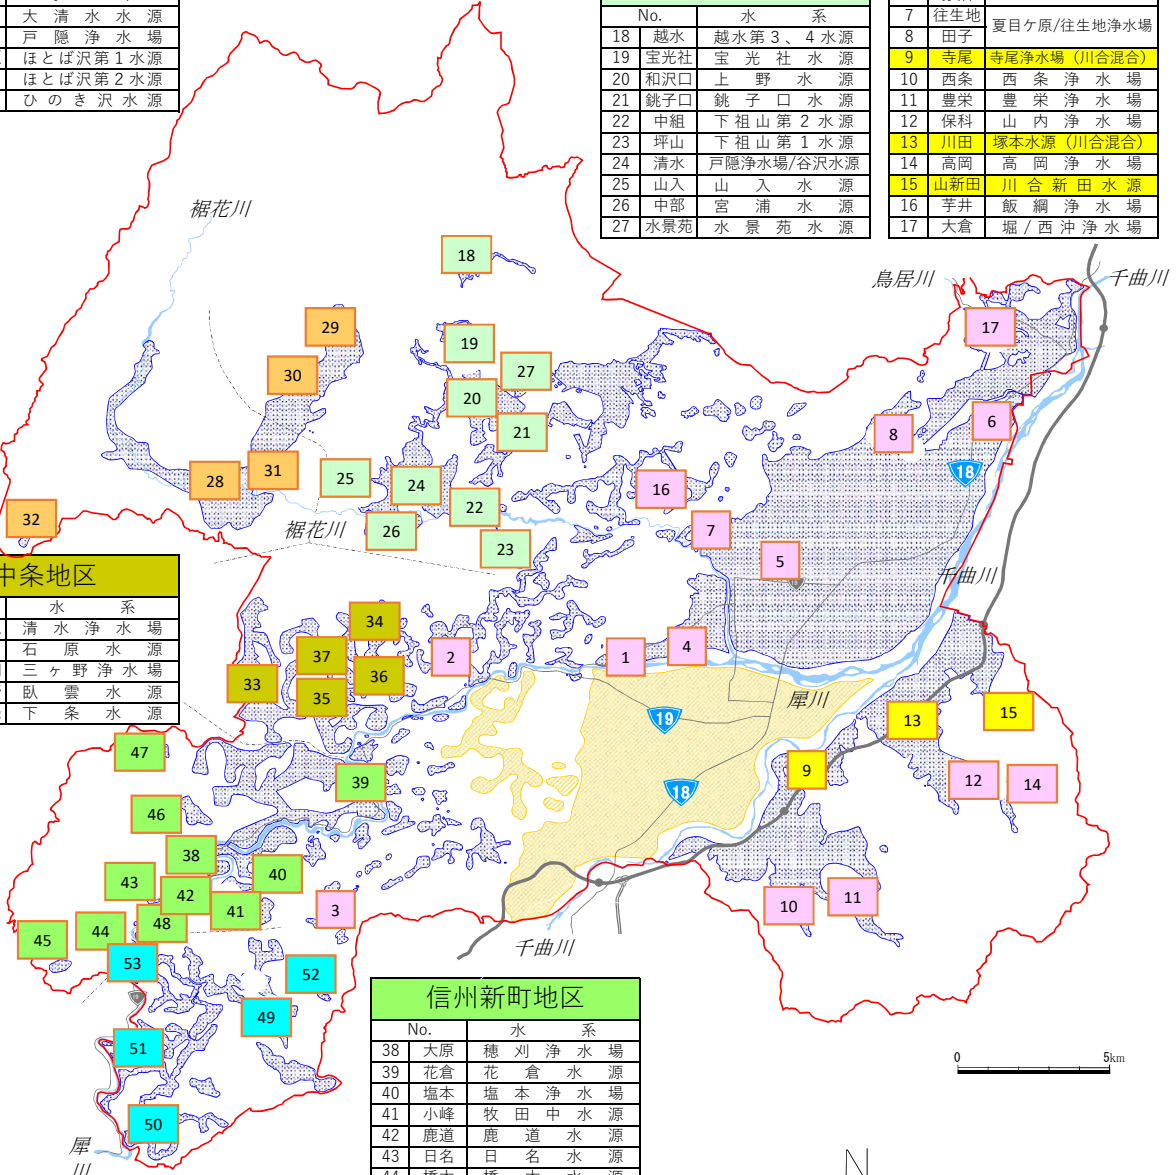 大清水水源
戸隠浄水場
ほとば沢第1水源
ほとば沢第2水源
ひのき沢水源
No. 水系
18 越水 越水第3、4水源
19 宝光社 宝光社水源
20 和沢口 上野水源
21 銚子口 銚子口水源
22 中組 下祖山第2水源
23 坪山 下祖山第1水源
24 清水 戸隠浄水場/谷沢水源
25 山入 山入水源
26 中部 宮浦水源
27 水景苑 水景苑水源
7 往生地 夏目ケ原/往生地浄水場
8 田子
9 寺尾 寺尾浄水場（川合混合）
10 西条 西条浄水場
11 豊栄 豊栄浄水場
12 保科 山内浄水場
13 川田 塚本水源（川合混合）
14 高岡 高岡浄水場
15 山新田 川合新田水源
16 芋井 飯綱浄水場
17 大倉 堀/西沖浄水場
裾花川
鳥居川
千曲川
18
17
29
19
30
27
20
6
21
8
18
31
28
25
24
16
22
32
裾花川
26
7
23
5
千曲川
中条地区
水系
清水浄水場
石原水源
三ヶ野浄水場
臥雲水源
下条水源
34
37
2
1
4
36
33
35
犀川
19
13
15
47
39
9
12
14
18
46
38
43
40
42
41
3
10
11
48
44
45
千曲川
53
52
49
51
50
犀川
信州新町地区
No. 水系
38 大原 穂刈浄水場
39 花倉 花倉水源
40 塩本 塩本浄水場
41 小峰 牧田中水源
42 鹿道 鹿道水源
43 日名 日名水源
0 5km
N